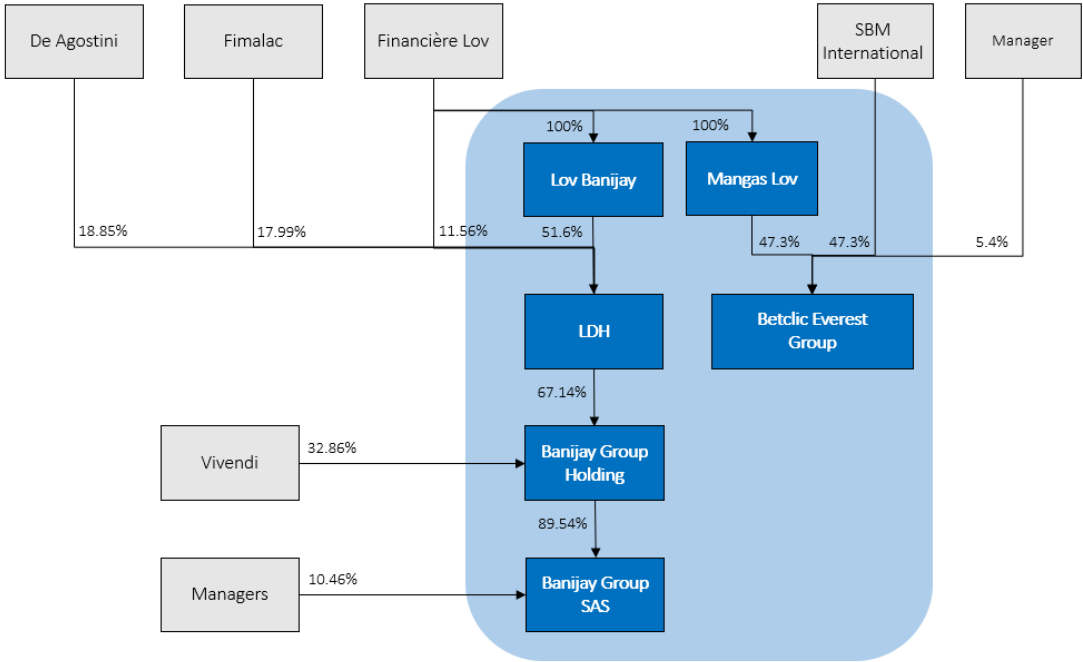 De Agostini
Fimalac
Financière Lov
SBM
International
Manager
100%
100%
Lov Banijay
Mangas Lov
18.85%
17.99%
11.56%
51.6%
47.3%
47.3%
5.4%
LDH
Betclic Everest
Group
67.14%
Vivendi
32.86%
Banijay Group
Holding
89.54%
Managers
10.46%
Banijay Group
SAS